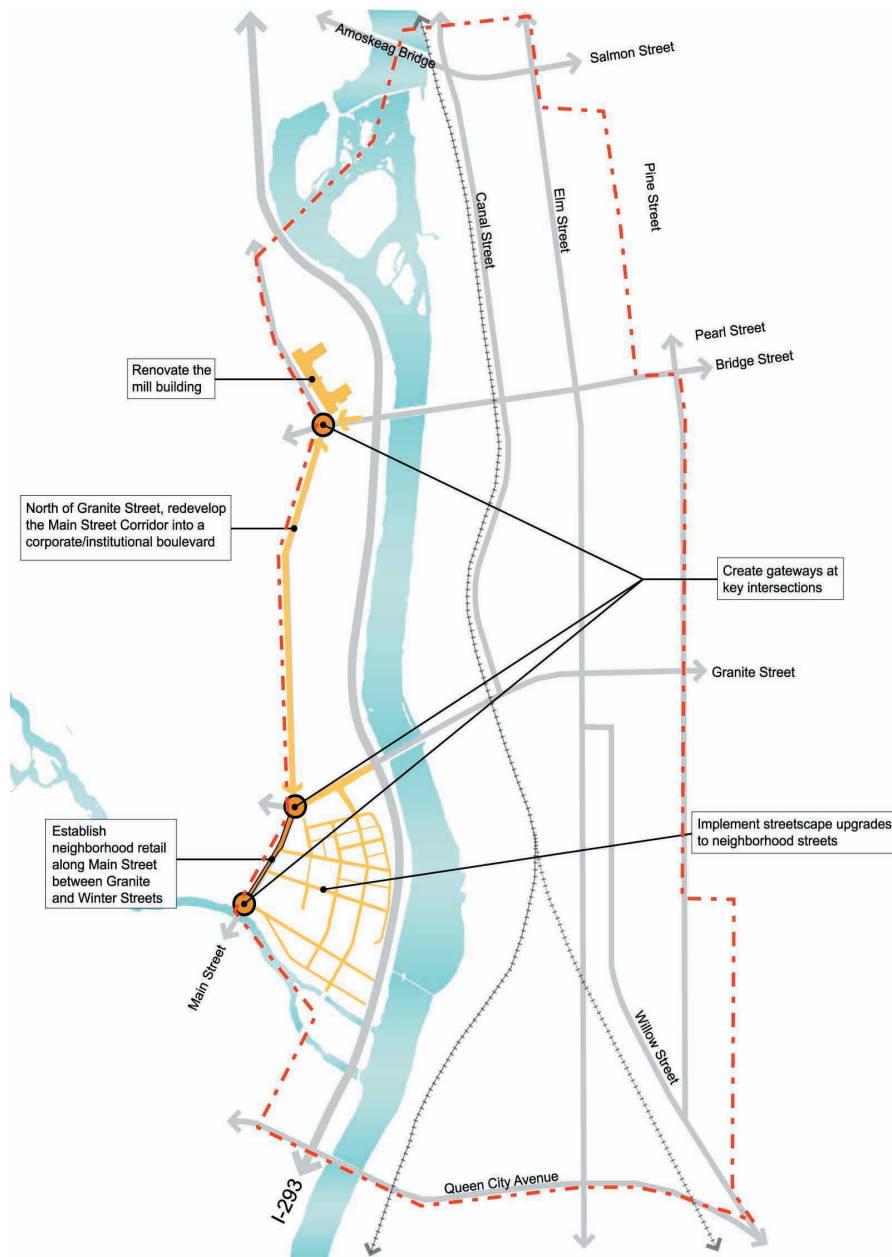 Amoskeag Bridge
Salmon Street
Pine Street
Canal Street
Elm Street
Pearl Street
Bridge Street
Renovate the
mill building
North of Granite Street, redevelop
the Main Street Corridor into a
corporate/institutional boulevard
Create gateways at
key intersections
Granite Street
Establish
neighborhood retail
along Main Street
between Granite
and Winter Streets
Implement streetscape upgrades
to neighborhood streets
Main Street
Willow Street
Queen City Avenue
I-293